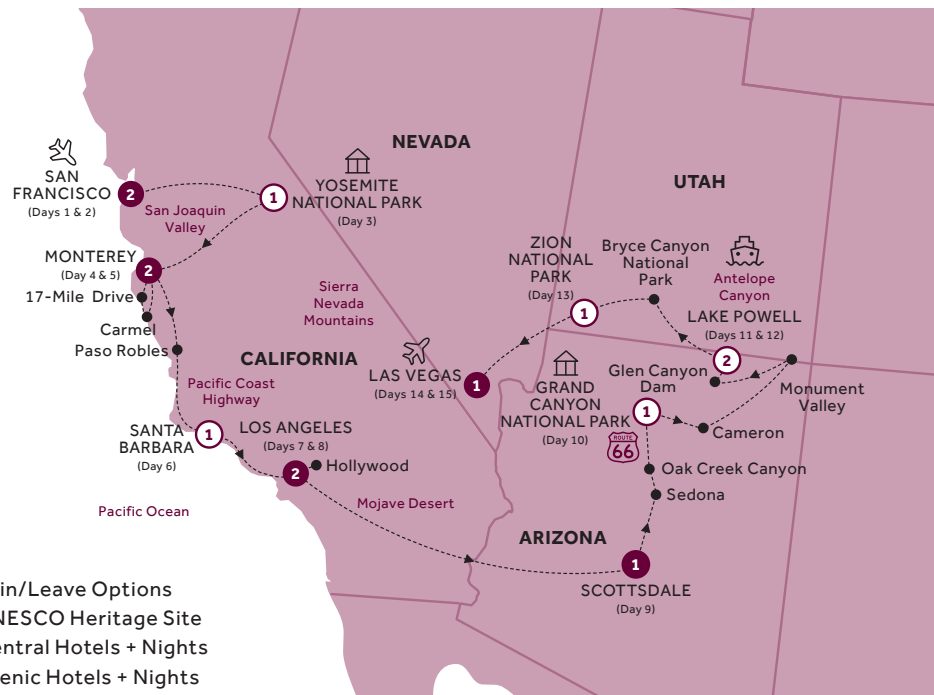 NEVADA
UTAH
SAN
FRANCISCO
(Days 1 & 2)
2
San Joaquin
Valley
1
YOSEMITE
NATIONAL PARK
(Day 3)
MONTEREY
(Day 4 & 5)
2
17-Mile Drive
Carmel
Paso Robles
Sierra
Nevada
Mountains
ZION
NATIONAL
PARK
(Day 13)
1
Bryce Canyon
National
Park
Antelope
Canyon
LAKE POWELL
(Days 11 & 12)
2
CALIFORNIA
Pacific Coast
Highway
LAS VEGAS
(Days 14 & 15)
1
GRAND
CANYON
NATIONAL PARK
(Day 10)
1
Glen Canyon
Dam
Monument
Valley
Cameron
ROUTE
66
Oak Creek Canyon
Sedona
SANTA
BARBARA
(Day 6)
1
LOS ANGELES
(Days 7 & 8)
2
Hollywood
Mojave Desert
Pacific Ocean
ARIZONA
1
SCOTTSDALE
(Day 9)
in/Leave Options
NESCO Heritage Site
entral Hotels + Nights
enic Hotels + Nights